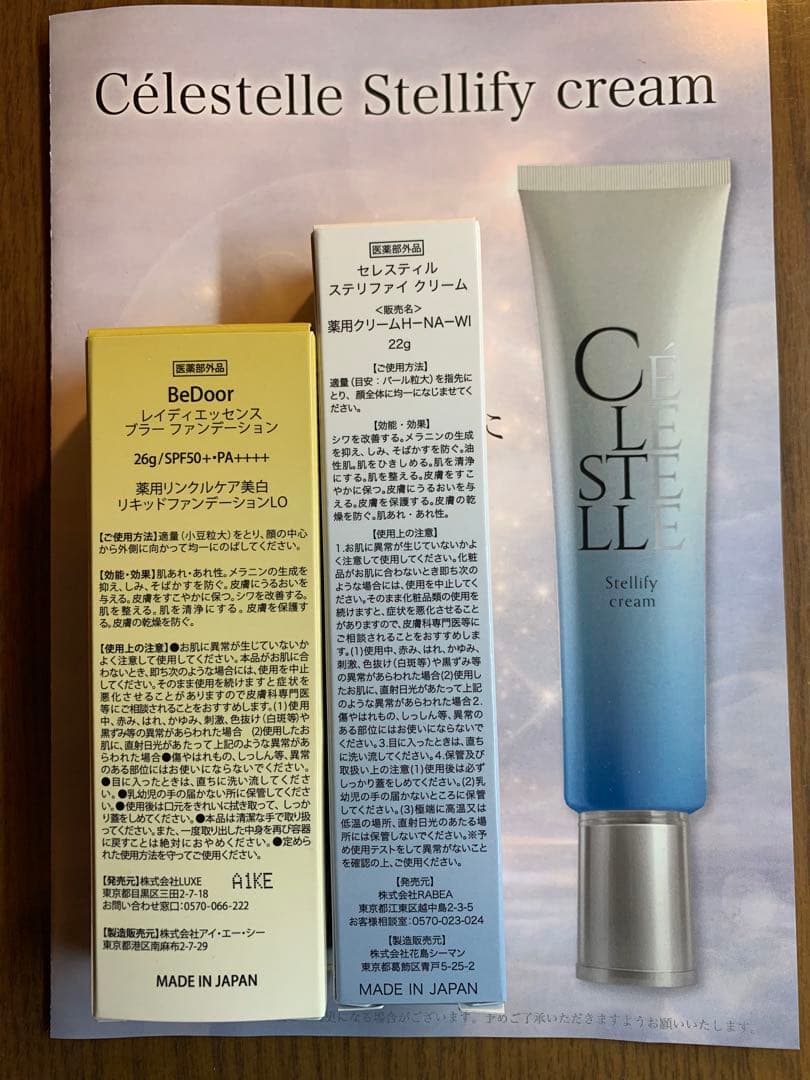 Célestelle Stellify cream
医薬部外品
BeDoor
レイディエッセンス
ブラー ファンデーション
26g/SPF50+・PA++++
薬用リンクルケア美白
リキッドファンデーションLO
【ご使用方法】適量(小豆粒大)をとり、顔の中心
から外側に向かって均一にのばしてください。
【効能・効果】肌あれ・あれ性。メラニンの生成を
抑え、しみ、そばかすを防ぐ。皮膚にうるおいを
与える。皮膚をすこやかに保つ。シワを改善する。
肌を整える。肌を清浄にする。皮膚を保護す
る。皮膚の乾燥を防ぐ。
【使用上の注意】●お肌に異常が生じていないか
よく注意して使用してください。本品がお肌に合
わないとき、即ち次のような場合には、使用を中止
してください。そのまま使用を続けますと症状を
悪化させることがありますので皮膚科専門医
等にご相談されることをおすすめします。(1)使用
中、赤み、はれ、かゆみ、刺激、色抜け(白斑等)や
黒ずみ等の異常があらわれた場合 (2)使用したお
肌に、直射日光があたって上記のような異常があ
らわれた場合●傷やはれもの、しっしん等、異常
のある部位にはお使いにならないでください。
●目に入ったときは、直ちに洗い流してくださ
い。●乳幼児の手の届かない所に保管してくださ
い。●使用後は口元をきれいに拭き取って、しっか
り蓋をしめてください。●本品は清潔な手で取り扱
ってください。また、一度取り出した中身を再び容器
に戻すことは絶対におやめください。●定めら
れた使用方法を守ってご使用ください。
【発売元】株式会社LUXE A1KE
東京都目黒区三田2-7-18
お問い合わせ窓口:0570-066-222
【製造販売元】株式会社アイ・エー・シー
東京都港区南麻布2-7-29
MADE IN JAPAN
医薬部外品
セレスティル
ステリファイ クリーム
<販売名>
薬用クリームH-NA-WI
22g
【ご使用方法】
適量(目安:パール粒大)を指先に
とり、顔全体に均一になじませてく
ださい。
【効能・効果】
シワを改善する。メラニンの生成
を抑え、しみ、そばかすを防ぐ。油
性肌。肌をひきしめる。肌を清浄
にする。肌を整える。皮膚をすこ
やかに保つ。皮膚にうるおいを与
える。皮膚を保護する。皮膚の乾
燥を防ぐ。肌あれ・あれ性。
【使用上の注意】
1.お肌に異常が生じていないかよ
く注意して使用してください。化粧
品がお肌に合わないとき即ち次の
ような場合には、使用を中止してく
ださい。そのまま化粧品類の使用を
続けますと、症状を悪化させること
がありますので、皮膚科専門医等に
ご相談されることをおすすめしま
す。(1)使用中、赤み、はれ、かゆみ、
刺激、色抜け(白斑等)や黒ずみ等
の異常があらわれた場合(2)使用し
たお肌に、直射日光があたって上記
のような異常があらわれた場合2.
傷やはれもの、しっしん等、異常の
ある部位にはお使いにならないで
ください。3.目に入ったときは、直ち
に洗い流してください。4.保管及び
取扱い上の注意(1)使用後は必ず
しっかり蓋をしめてください。(2)乳
幼児の手の届かないところに保管
してください。(3)極端に高温又は
低温の場所、直射日光のあたる場
所には保管しないでください。※予
め使用テストをして異常がないこと
を確認の上、ご使用ください。
【発売元】
株式会社RABEA
東京都江東区越中島2-3-5
お客様相談室:0570-023-024
【製造販売元】
株式会社花島シーマン
東京都葛飾区青戸5-25-2
MADE IN JAPAN
CÉ
LE
STE
LLE
Stellify
cream
になる場合がございます。予めご了承いただきますようお願いいたします。